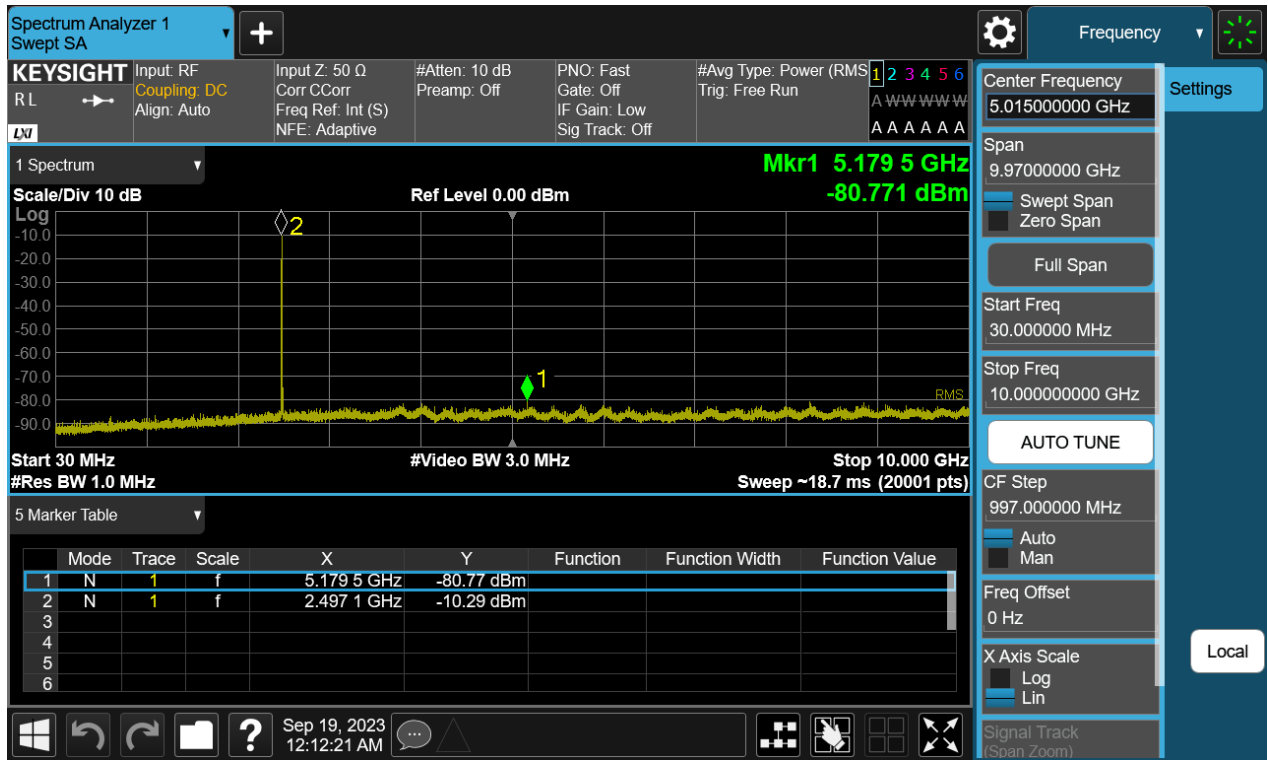 Spectrum Analyzer 1
Swept SA
Frequency
KEYSIGHT
RL
LXI
Input: RF
Coupling: DC
Align: Auto
Input Z: 50 Ω
Corr CCorr
Freq Ref: Int (S)
NFE: Adaptive
#Atten: 10 dB
Preamp: Off
PNO: Fast
Gate: Off
IF Gain: Low
Sig Track: Off
#Avg Type: Power (RMS
Trig: Free Run
1 2 3 4 5 6
A W W W W W
A A A A A A
1 Spectrum
Mkr1 5.179 5 GHz
Scale/Div 10 dB
Ref Level 0.00 dBm
-80.771 dBm
Log
2
-10.0
-20.0
-30.0
-40.0
-50.0
-60.0
-70.0
1
-80.0
RMS
-90.0
Start 30 MHz
#Video BW 3.0 MHz
Stop 10.000 GHz
#Res BW 1.0 MHz
Sweep ~18.7 ms (20001 pts)
5 Marker Table
Mode Trace Scale X Y Function Function Width Function Value
1 N 1 f 5.179 5 GHz -80.77 dBm
2 N 1 f 2.497 1 GHz -10.29 dBm
3
4
5
6
Sep 19, 2023
12:12:21 AM
?
Center Frequency
5.015000000 GHz
Settings
Span
9.97000000 GHz
Swept Span
Zero Span
Full Span
Start Freq
30.000000 MHz
Stop Freq
10.000000000 GHz
AUTO TUNE
CF Step
997.000000 MHz
Auto
Man
Freq Offset
0 Hz
X Axis Scale
Log
Lin
Local
Signal Track
(Span Zoom)